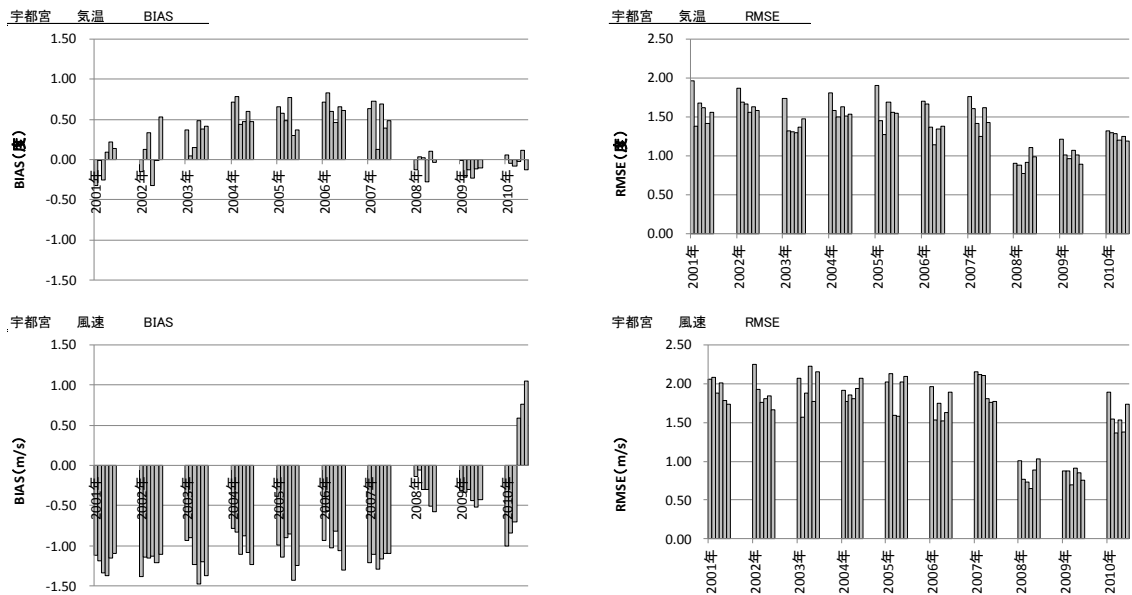 宇都宮 気温 BIAS
1.50
1.00
0.50
0.00
-0.50
-1.00
-1.50
BIAS(度)
2001年
2002年
2003年
2004年
2005年
2006年
2007年
2008年
2009年
2010年
宇都宮 気温 RMSE
2.50
2.00
1.50
1.00
0.50
0.00
RMSE(度)
2001年
2002年
2003年
2004年
2005年
2006年
2007年
2008年
2009年
2010年
宇都宮 風速 BIAS
1.50
1.00
0.50
0.00
-0.50
-1.00
-1.50
BIAS(m/s)
2001年
2002年
2003年
2004年
2005年
2006年
2007年
2008年
2009年
2010年
宇都宮 風速 RMSE
2.50
2.00
1.50
1.00
0.50
0.00
RMSE(m/s)
2001年
2002年
2003年
2004年
2005年
2006年
2007年
2008年
2009年
2010年